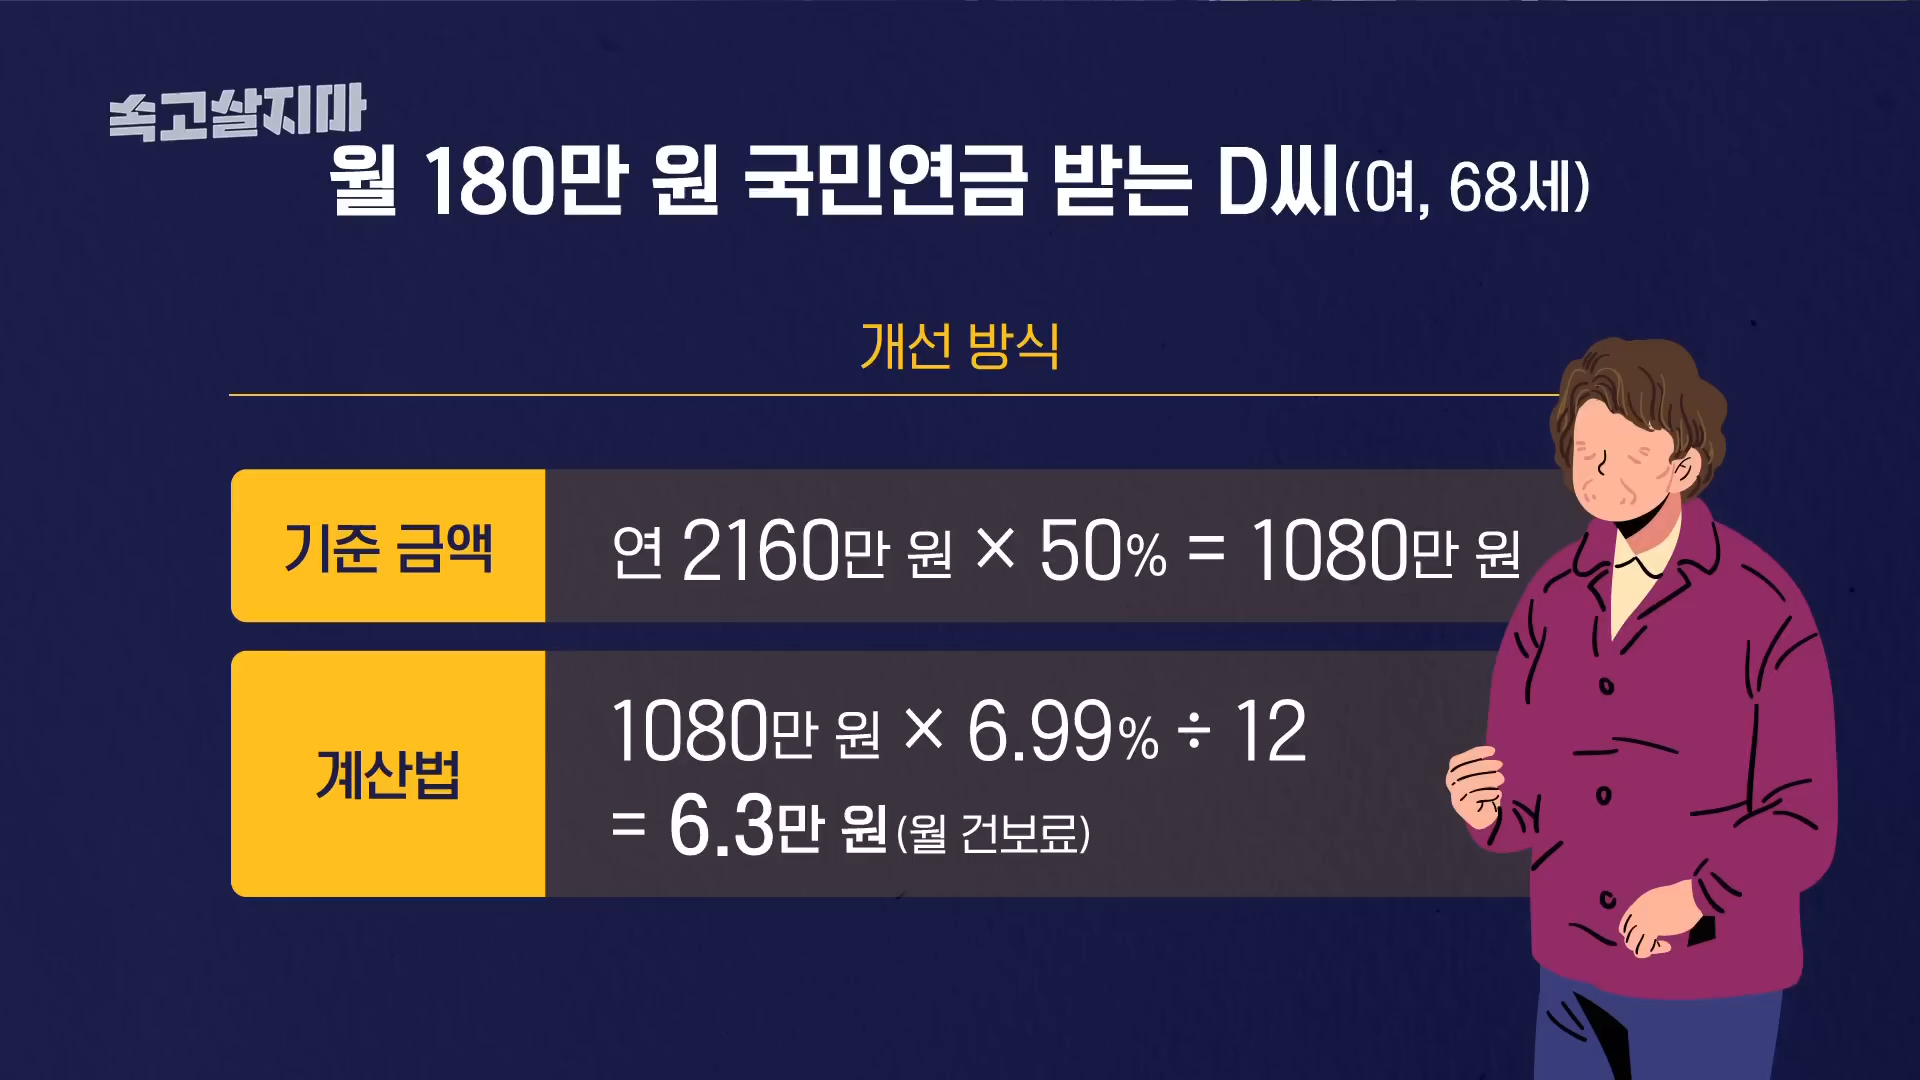 속고살지마
월 180만 원 국민연금 받는 D씨(여, 68세)
개선 방식
기준 금액
연 2160만 원 × 50% = 1080만 원
계산법
1080만 원 × 6.99% ÷ 12
= 6.3만 원(월 건보료)